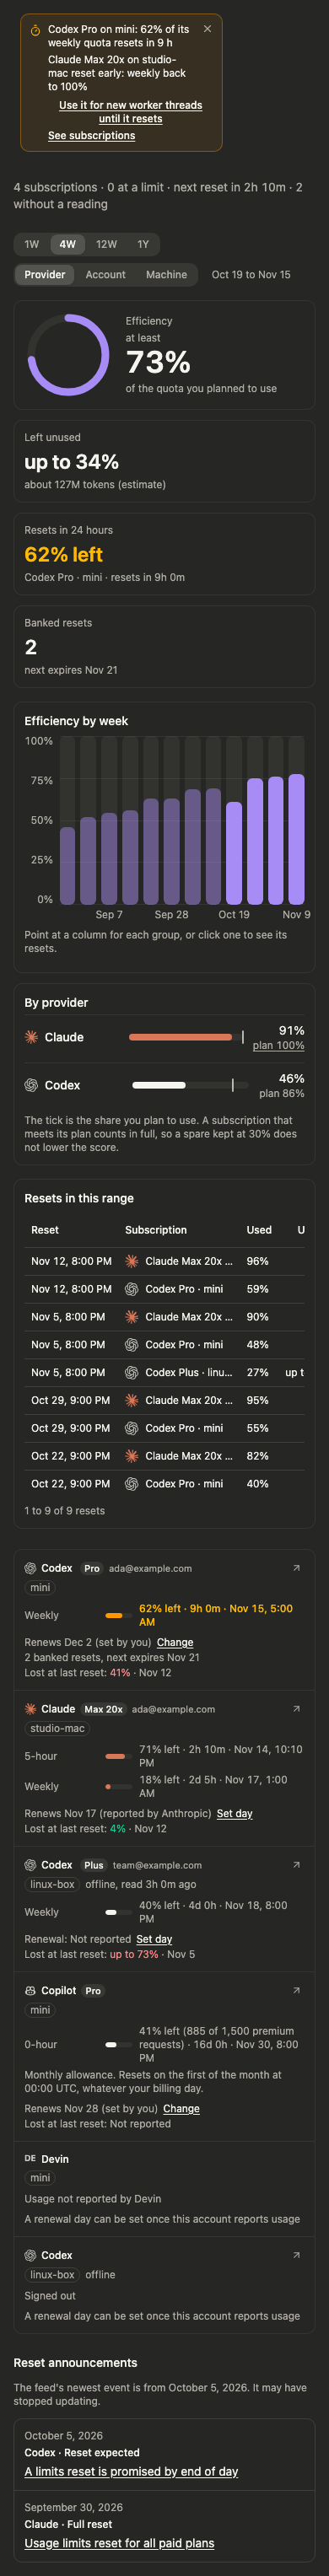 Codex Pro on mini: 62% of its
weekly quota resets in 9 h
Claude Max 20x on studio-
mac reset early: weekly back
to 100%
Use it for new worker threads
until it resets
See subscriptions
4 subscriptions · 0 at a limit · next reset in 2h 10m · 2
without a reading
1W 4W 12W 1Y
Provider Account Machine Oct 19 to Nov 15
Efficiency
at least
73%
of the quota you planned to use
Left unused
up to 34%
about 127M tokens (estimate)
Resets in 24 hours
62% left
Codex Pro · mini · resets in 9h 0m
Banked resets
2
next expires Nov 21
Efficiency by week
100%
75%
50%
25%
0%
Sep 7 Sep 28 Oct 19 Nov 9
Point at a column for each group, or click one to see its
resets.
By provider
Claude 91%
plan 100%
Codex 46%
plan 86%
The tick is the share you plan to use. A subscription that
meets its plan counts in full, so a spare kept at 30% does
not lower the score.
Resets in this range
Reset Subscription Used U
Nov 12, 8:00 PM Claude Max 20x ... 96%
Nov 12, 8:00 PM Codex Pro · mini 59%
Nov 5, 8:00 PM Claude Max 20x ... 90%
Nov 5, 8:00 PM Codex Pro · mini 48%
Nov 5, 8:00 PM Codex Plus · linu... 27% up t
Oct 29, 9:00 PM Claude Max 20x ... 95%
Oct 29, 9:00 PM Codex Pro · mini 55%
Oct 22, 9:00 PM Claude Max 20x ... 82%
Oct 22, 9:00 PM Codex Pro · mini 40%
1 to 9 of 9 resets
Codex Pro ada@example.com
mini
Weekly 62% left · 9h 0m · Nov 15, 5:00
AM
Renews Dec 2 (set by you) Change
2 banked resets, next expires Nov 21
Lost at last reset: 41% · Nov 12
Claude Max 20x ada@example.com
studio-mac
5-hour 71% left · 2h 10m · Nov 14, 10:10
PM
Weekly 18% left · 2d 5h · Nov 17, 1:00
AM
Renews Nov 17 (reported by Anthropic) Set day
Lost at last reset: 4% · Nov 12
Codex Plus team@example.com
linux-box offline, read 3h 0m ago
Weekly 40% left · 4d 0h · Nov 18, 8:00
PM
Renewal: Not reported Set day
Lost at last reset: up to 73% · Nov 5
Copilot Pro
mini
0-hour 41% left (885 of 1,500 premium
requests) · 16d 0h · Nov 30, 8:00
PM
Monthly allowance. Resets on the first of the month at
00:00 UTC, whatever your billing day.
Renews Nov 28 (set by you) Change
Lost at last reset: Not reported
DE Devin
mini
Usage not reported by Devin
A renewal day can be set once this account reports usage
Codex
linux-box offline
Signed out
A renewal day can be set once this account reports usage
Reset announcements
The feed's newest event is from October 5, 2026. It may have
stopped updating.
October 5, 2026
Codex · Reset expected
A limits reset is promised by end of day
September 30, 2026
Claude · Full reset
Usage limits reset for all paid plans